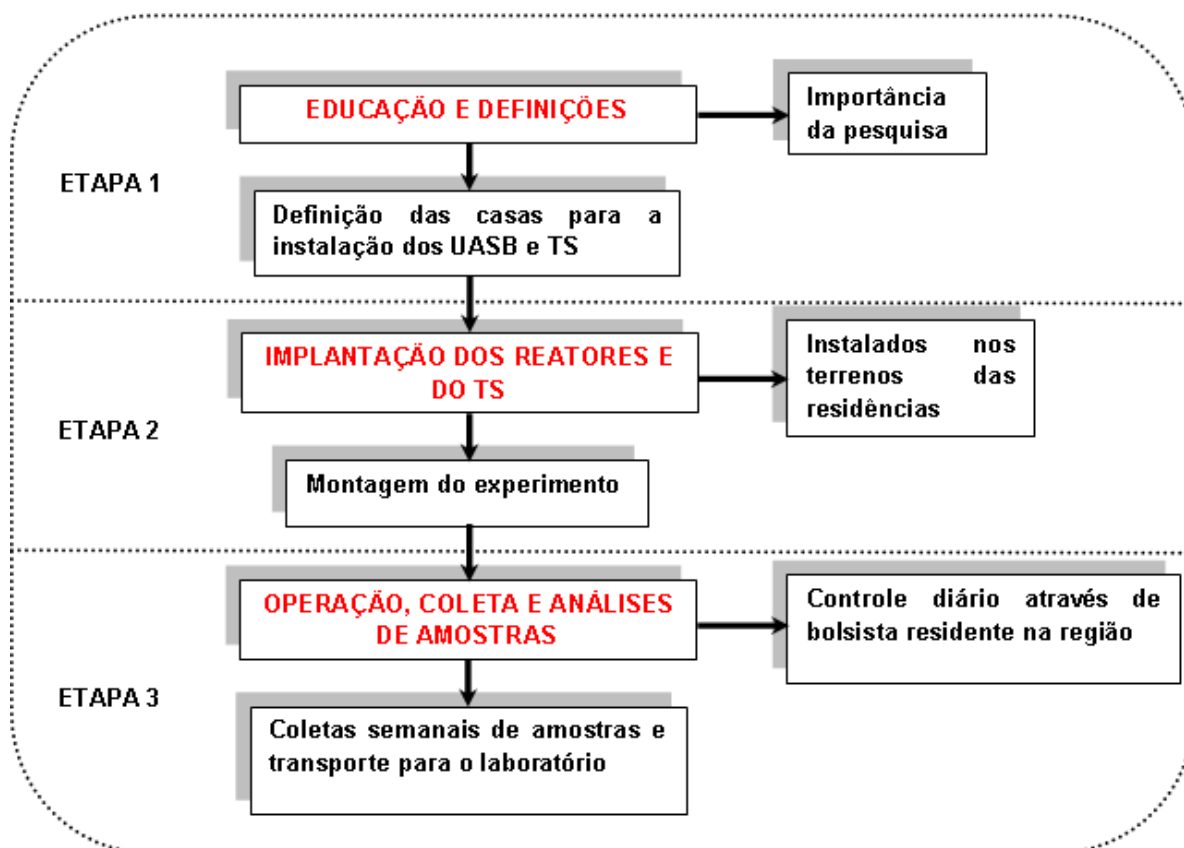 EDUCAÇÃO E DEFINIÇÕES
Importância
da pesquisa
ETAPA 1
Definição das casas para a
instalação dos UASB e TS
IMPLANTAÇÃO DOS REATORES E
DO TS
Instalados nos
terrenos das
residências
ETAPA 2
Montagem do experimento
OPERAÇÃO, COLETA E ANÁLISES
DE AMOSTRAS
Controle diário através de
bolsista residente na região
ETAPA 3
Coletas semanais de amostras e
transporte para o laboratório